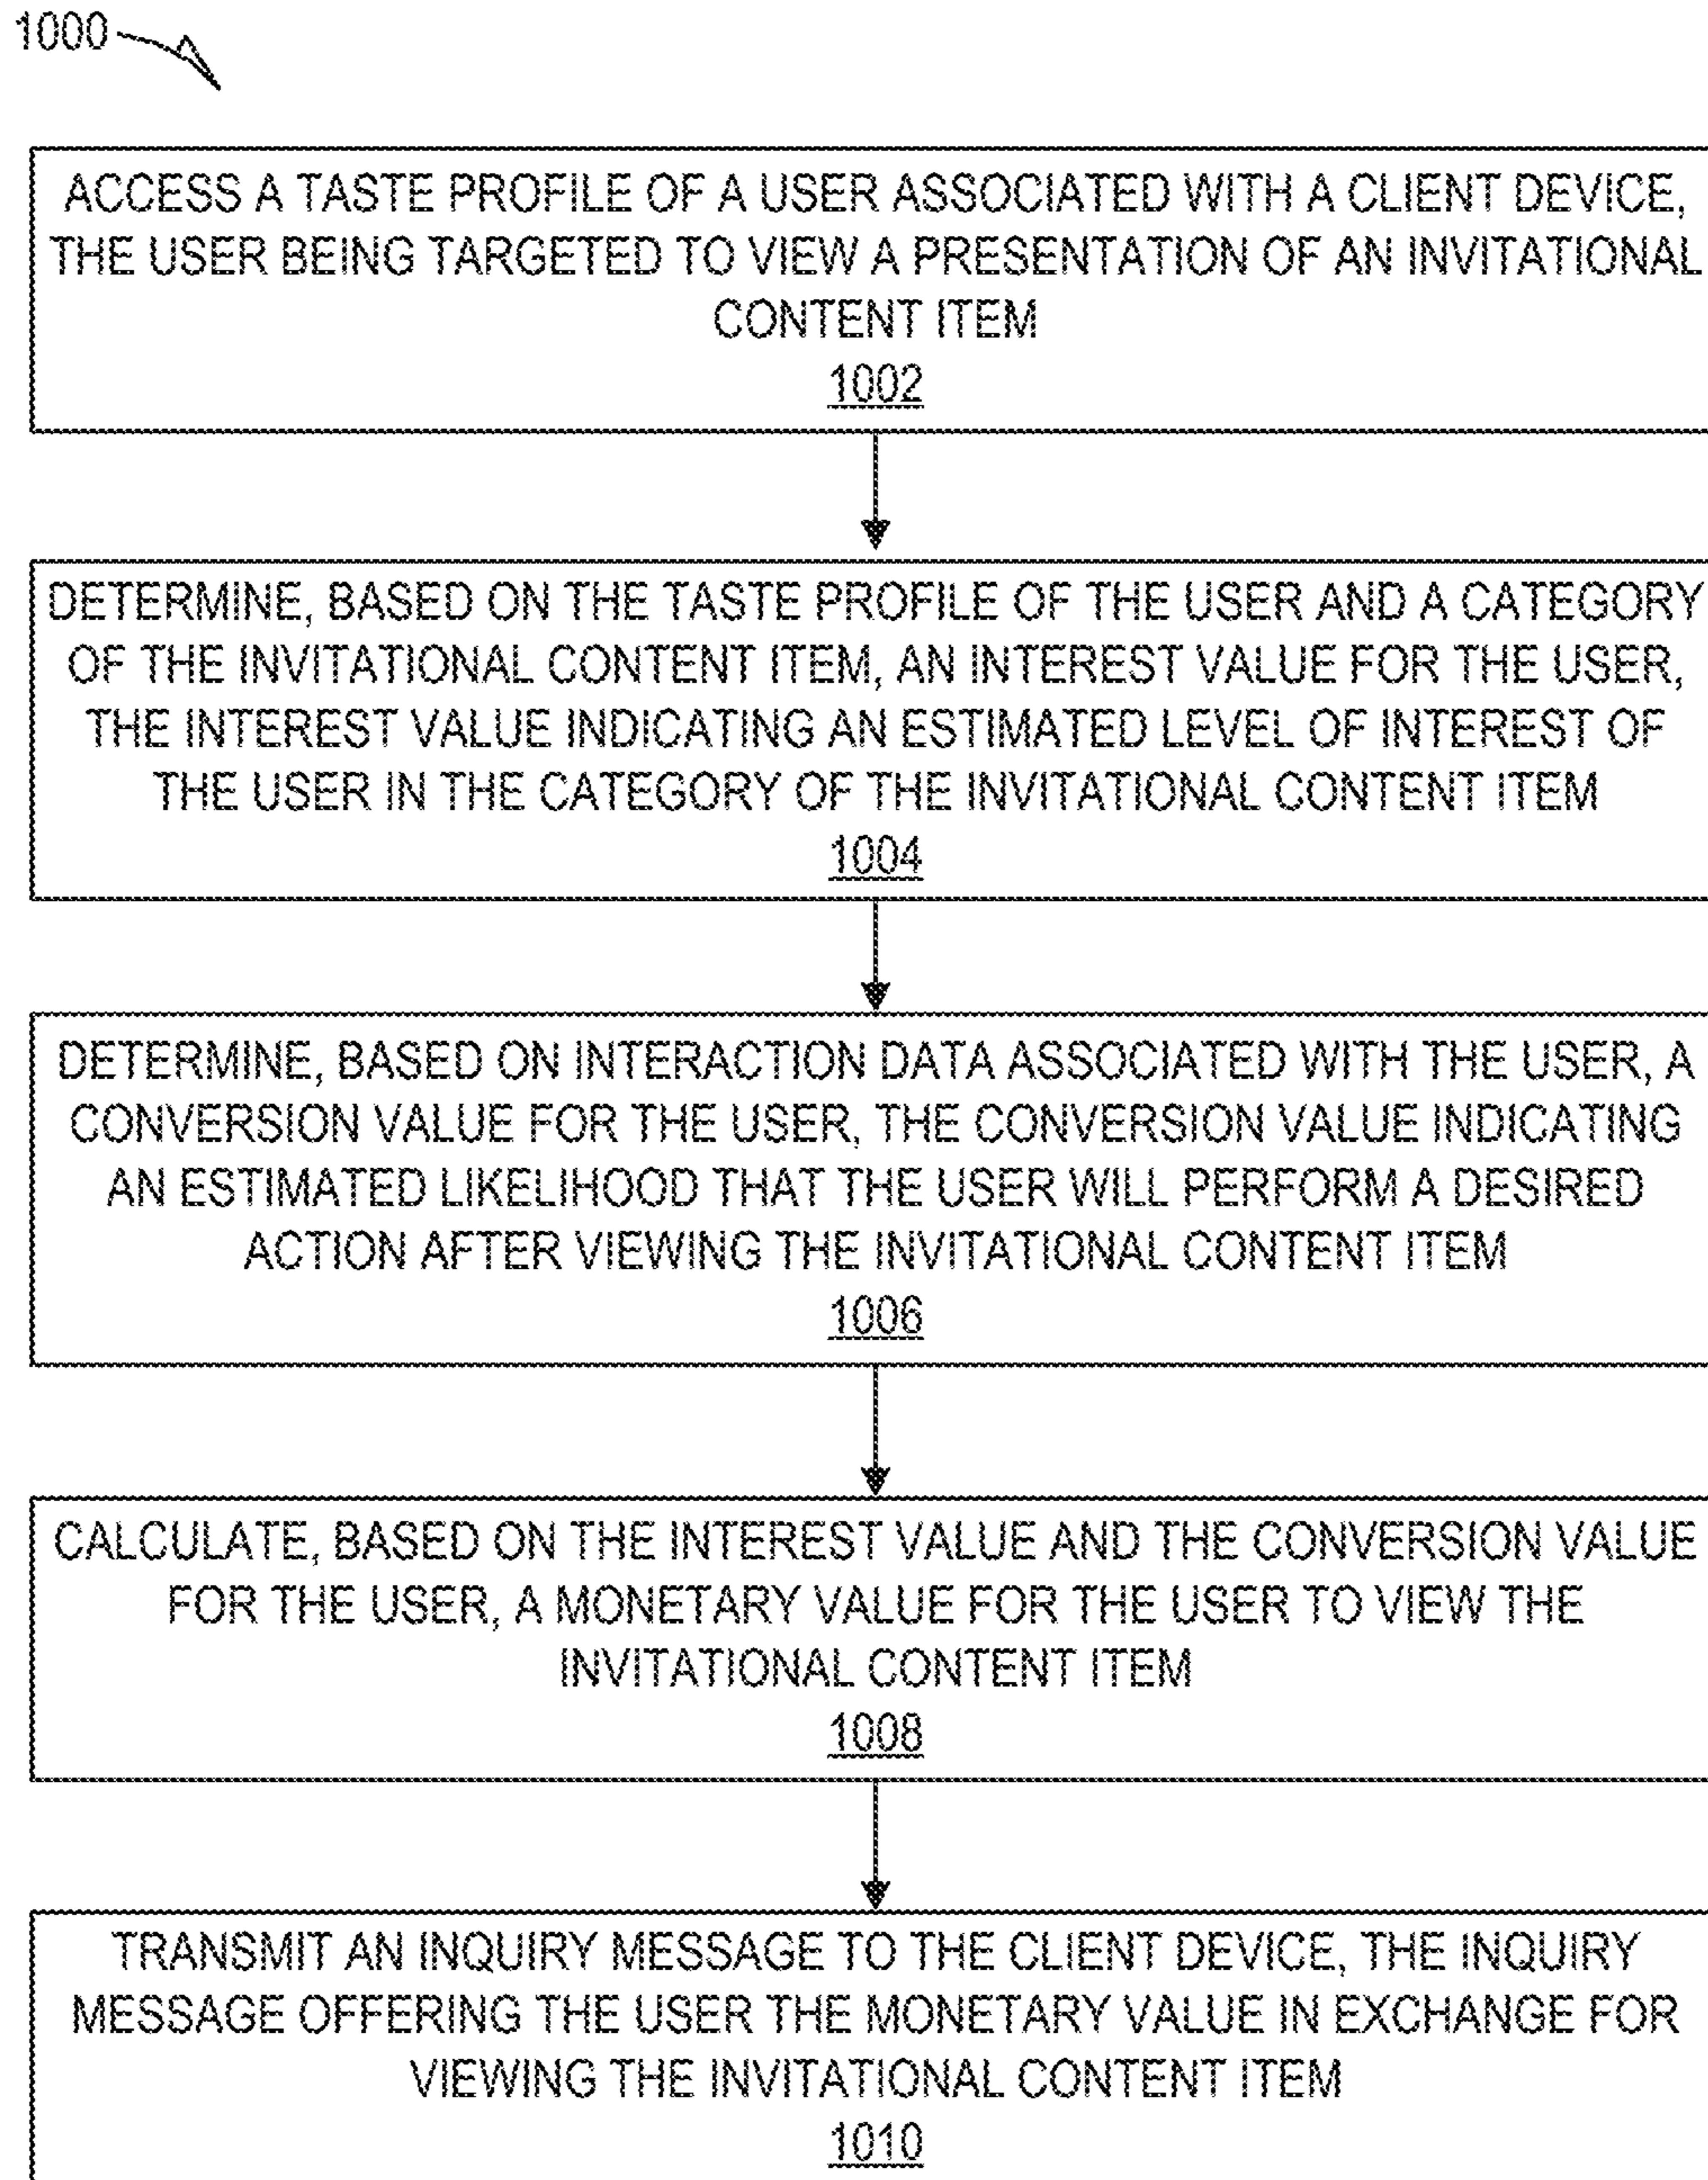 1000
ACCESS A TASTE PROFILE OF A USER ASSOCIATED WITH A CLIENT DEVICE,
THE USER BEING TARGETED TO VIEW A PRESENTATION OF AN INVITATIONAL
CONTENT ITEM
1002
DETERMINE, BASED ON THE TASTE PROFILE OF THE USER AND A CATEGORY
OF THE INVITATIONAL CONTENT ITEM, AN INTEREST VALUE FOR THE USER,
THE INTEREST VALUE INDICATING AN ESTIMATED LEVEL OF INTEREST OF
THE USER IN THE CATEGORY OF THE INVITATIONAL CONTENT ITEM
1004
DETERMINE, BASED ON INTERACTION DATA ASSOCIATED WITH THE USER, A
CONVERSION VALUE FOR THE USER, THE CONVERSION VALUE INDICATING
AN ESTIMATED LIKELIHOOD THAT THE USER WILL PERFORM A DESIRED
ACTION AFTER VIEWING THE INVITATIONAL CONTENT ITEM
1006
CALCULATE, BASED ON THE INTEREST VALUE AND THE CONVERSION VALUE
FOR THE USER, A MONETARY VALUE FOR THE USER TO VIEW THE
INVITATIONAL CONTENT ITEM
1008
TRANSMIT AN INQUIRY MESSAGE TO THE CLIENT DEVICE, THE INQUIRY
MESSAGE OFFERING THE USER THE MONETARY VALUE IN EXCHANGE FOR
VIEWING THE INVITATIONAL CONTENT ITEM
1010